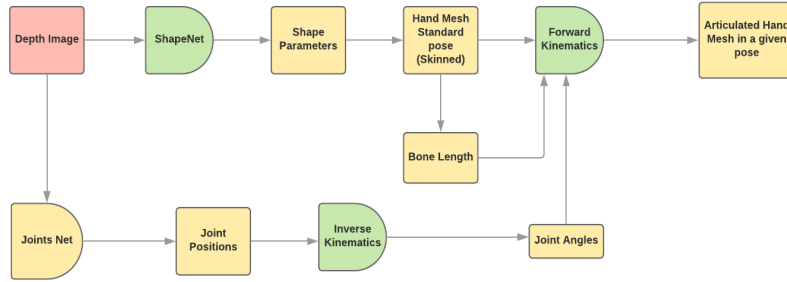 Depth Image
ShapeNet
Shape
Parameters
Hand Mesh
Standard
pose
(Skinned)
Forward
Kinematics
Articulated Hand
Mesh in a given
pose
Bone Length
Joints Net
Joint
Positions
Inverse
Kinematics
Joint Angles